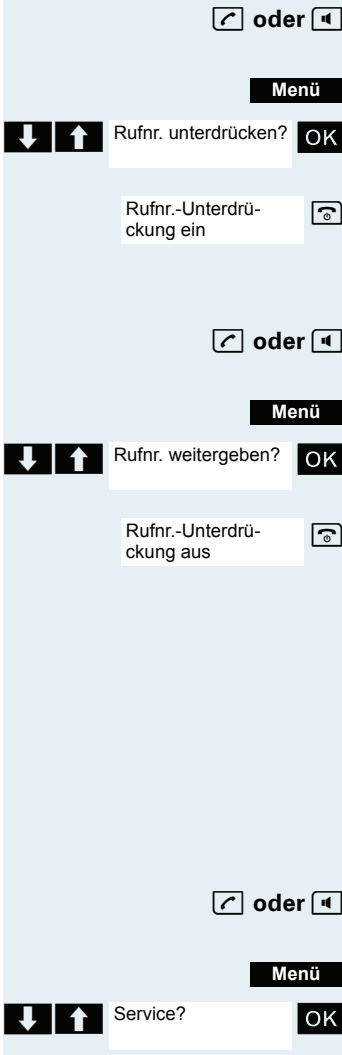 oder
Menü
Rufnr. unterdrücken? OK
Rufnr.-Unterdrü-
ckung ein
oder
Menü
Rufnr. weitergeben? OK
Rufnr.-Unterdrü-
ckung aus
oder
Menü
Service? OK